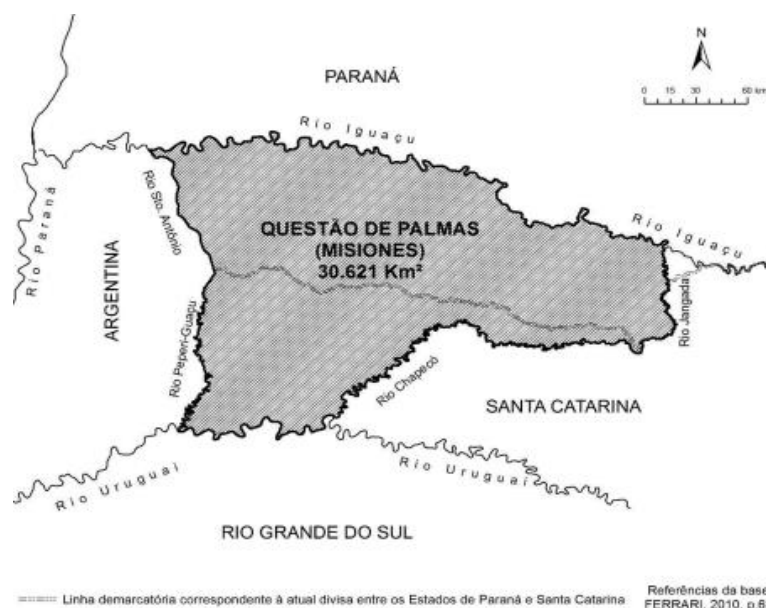 N
PARANÁ
0 15 30 60 km
Rio Iguaçu
Rio Sto. Antônio
Rio Paraná
QUESTÃO DE PALMAS
(MISIONES)
30.621 Km²
Rio Iguaçu
ARGENTINA
Rio Jangada
Rio Peperi-Guaçu
Rio Chapecó
SANTA CATARINA
Rio Uruguai
Rio Uruguai
RIO GRANDE DO SUL
Linha demarcatória correspondente à atual divisa entre os Estados de Paraná e Santa Catarina
Referências da base
FERRARI, 2010, p.8